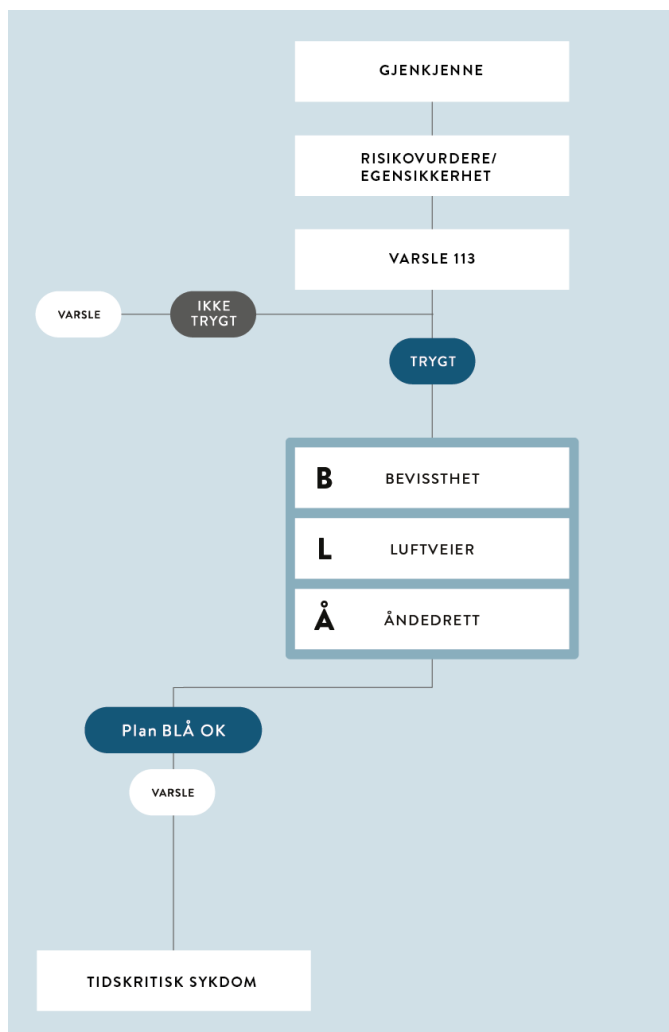 GJENKJENNE
RISIKOVURDERE/
EGENSIKKERHET
VARSLE 113
VARSLE
IKKE
TRYGT
TRYGT
B BEVISSTHET
L LUFTVEIER
Å ÅNDEDRETT
Plan BLÅ OK
VARSLE
TIDSKRITISK SYKDOM